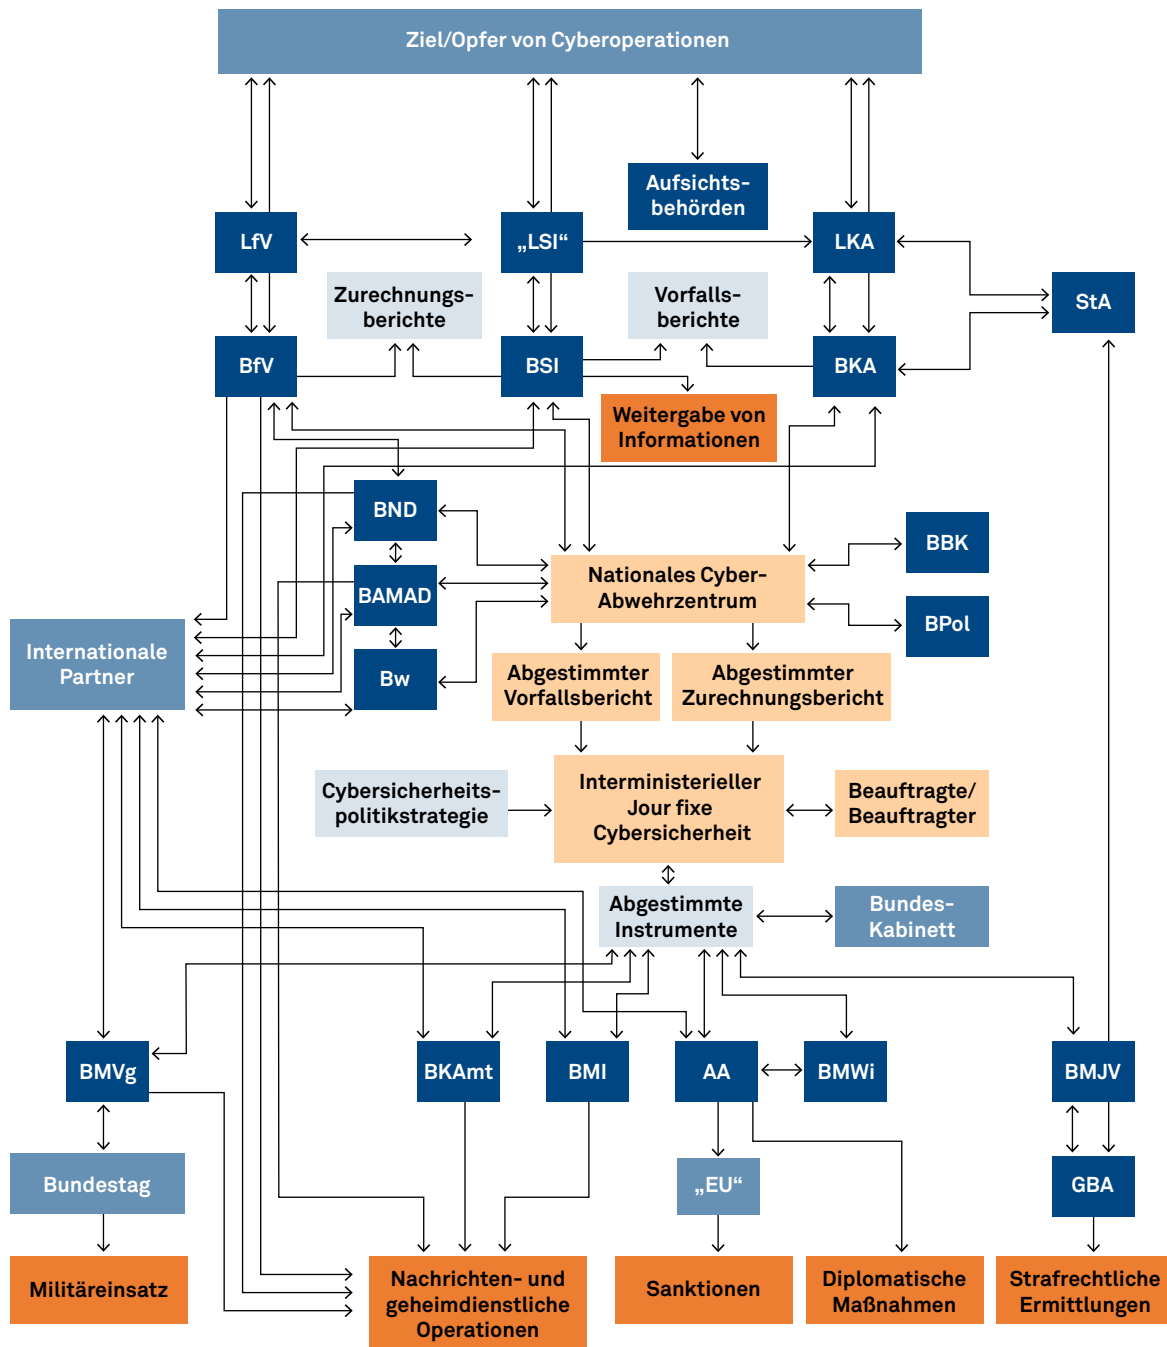 Ziel/Opfer von Cyberoperationen
Aufsichts-
behörden
LfV
„LSI“
LKA
Zurechnungs-
berichte
Vorfalls-
berichte
StA
BfV
BSI
BKA
Weitergabe von
Informationen
BND
BBK
Nationales Cyber-
Abwehrzentrum
BAMAD
BPol
Internationale
Partner
Bw
Abgestimmter
Vorfallsbericht
Abgestimmter
Zurechnungsbericht
Cybersicherheits-
politikstrategie
Interministerieller
Jour fixe
Cybersicherheit
Beauftragte/
Beauftragter
Abgestimmte
Instrumente
Bundes-
Kabinett
BMVg
BKAmt
BMI
AA
BMWi
BMJV
Bundestag
„EU“
GBA
Militäreinsatz
Nachrichten- und
geheimdienstliche
Operationen
Sanktionen
Diplomatische
Maßnahmen
Strafrechtliche
Ermittlungen